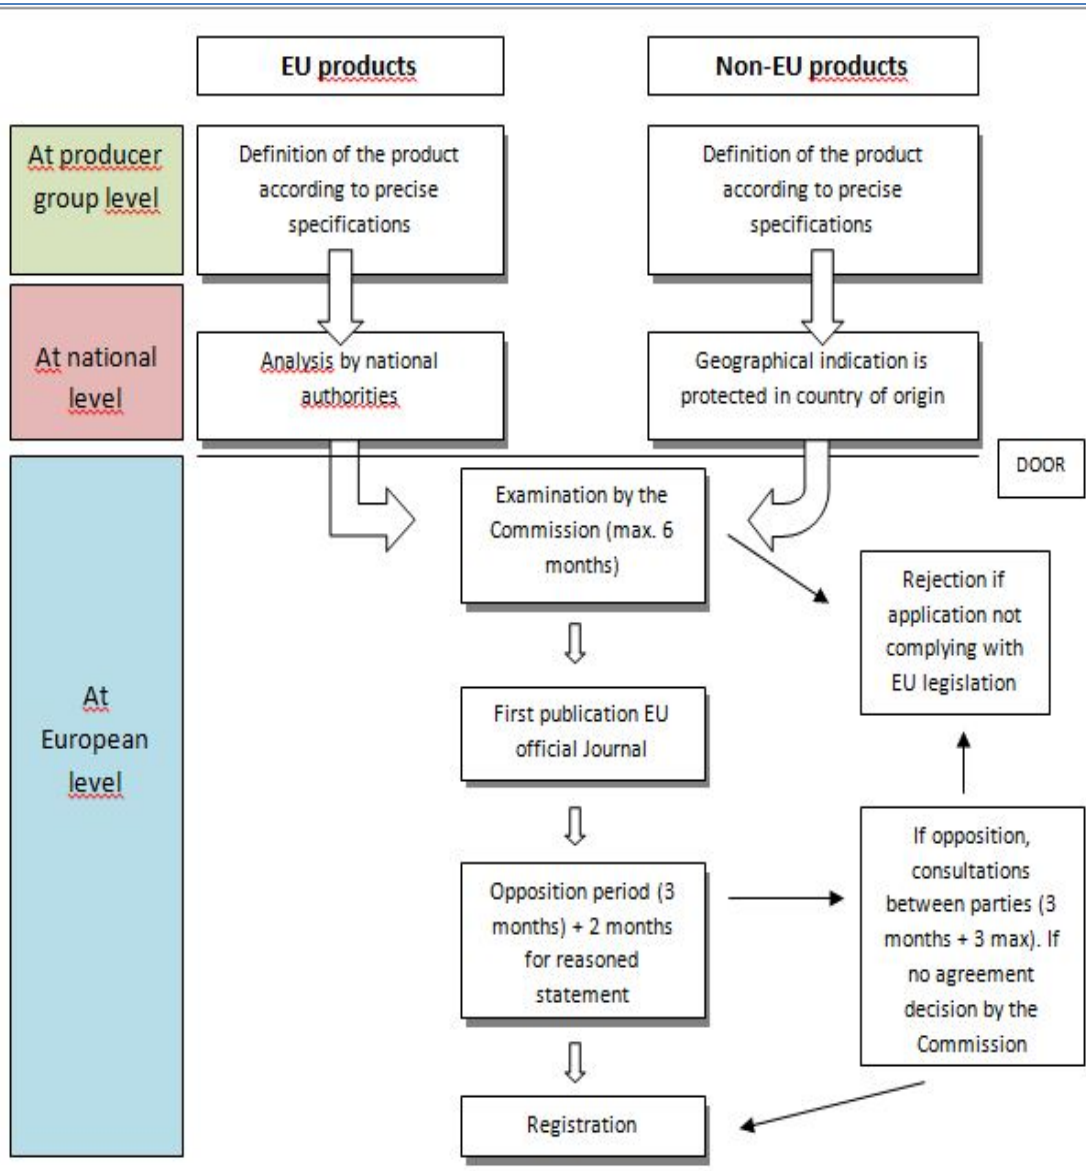 EU products
Non-EU products
At producer
group level
Definition of the product
according to precise
specifications
Definition of the product
according to precise
specifications
At national
level
Analysis by national
authorities
Geographical indication is
protected in country of origin
DOOR
At
European
level
Examination by the
Commission (max. 6
months)
Rejection if
application not
complying with
EU legislation
First publication EU
official Journal
Opposition period (3
months) + 2 months
for reasoned
statement
If opposition,
consultations
between parties (3
months + 3 max). If
no agreement
decision by the
Commission
Registration